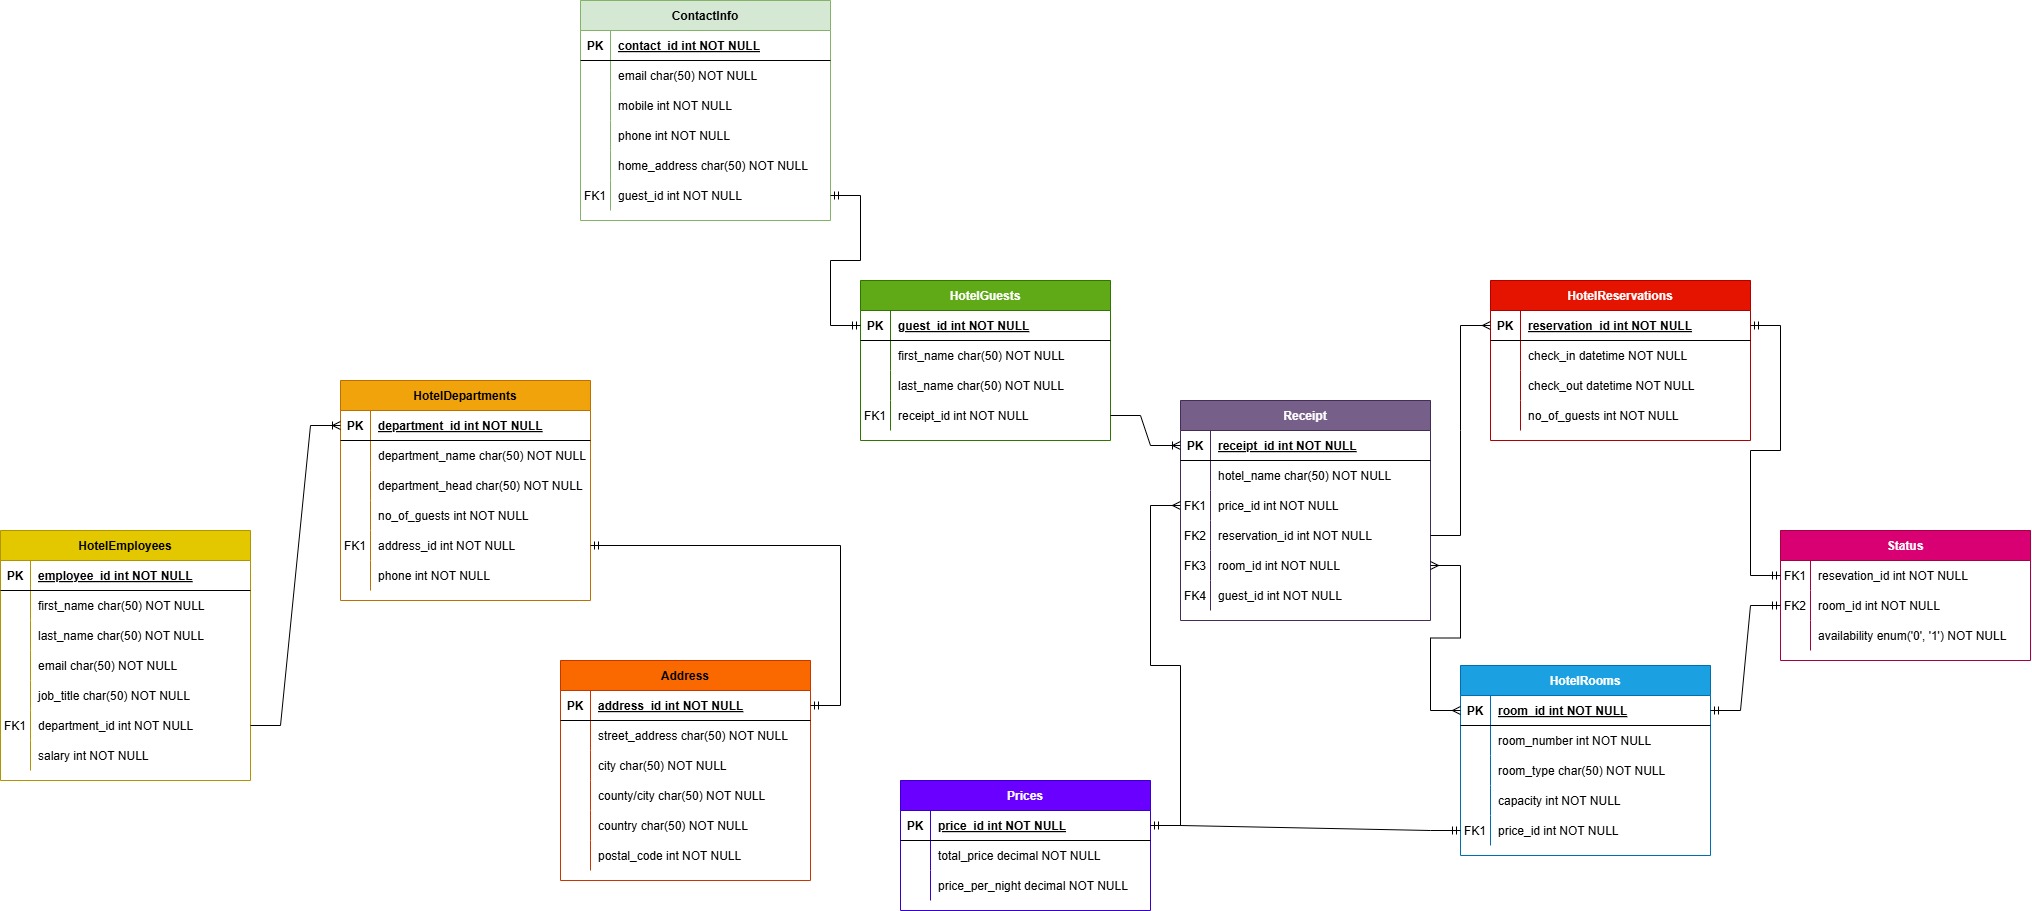 ContactInfo
PK contact_id int NOT NULL
email char(50) NOT NULL
mobile int NOT NULL
phone int NOT NULL
home_address char(50) NOT NULL
FK1 guest_id int NOT NULL
HotelGuests
PK guest_id int NOT NULL
first_name char(50) NOT NULL
last_name char(50) NOT NULL
FK1 receipt_id int NOT NULL
HotelReservations
PK reservation_id int NOT NULL
check_in datetime NOT NULL
check_out datetime NOT NULL
no_of_guests int NOT NULL
HotelDepartments
PK department_id int NOT NULL
department_name char(50) NOT NULL
department_head char(50) NOT NULL
no_of_guests int NOT NULL
FK1 address_id int NOT NULL
phone int NOT NULL
Receipt
PK receipt_id int NOT NULL
hotel_name char(50) NOT NULL
FK1 price_id int NOT NULL
FK2 reservation_id int NOT NULL
FK3 room_id int NOT NULL
FK4 guest_id int NOT NULL
HotelEmployees
PK employee_id int NOT NULL
first_name char(50) NOT NULL
last_name char(50) NOT NULL
email char(50) NOT NULL
job_title char(50) NOT NULL
FK1 department_id int NOT NULL
salary int NOT NULL
Status
FK1 resevation_id int NOT NULL
FK2 room_id int NOT NULL
availability enum('0', '1') NOT NULL
Address
PK address_id int NOT NULL
street_address char(50) NOT NULL
city char(50) NOT NULL
county/city char(50) NOT NULL
country char(50) NOT NULL
postal_code int NOT NULL
HotelRooms
PK room_id int NOT NULL
room_number int NOT NULL
room_type char(50) NOT NULL
capacity int NOT NULL
FK1 price_id int NOT NULL
Prices
PK price_id int NOT NULL
total_price decimal NOT NULL
price_per_night decimal NOT NULL